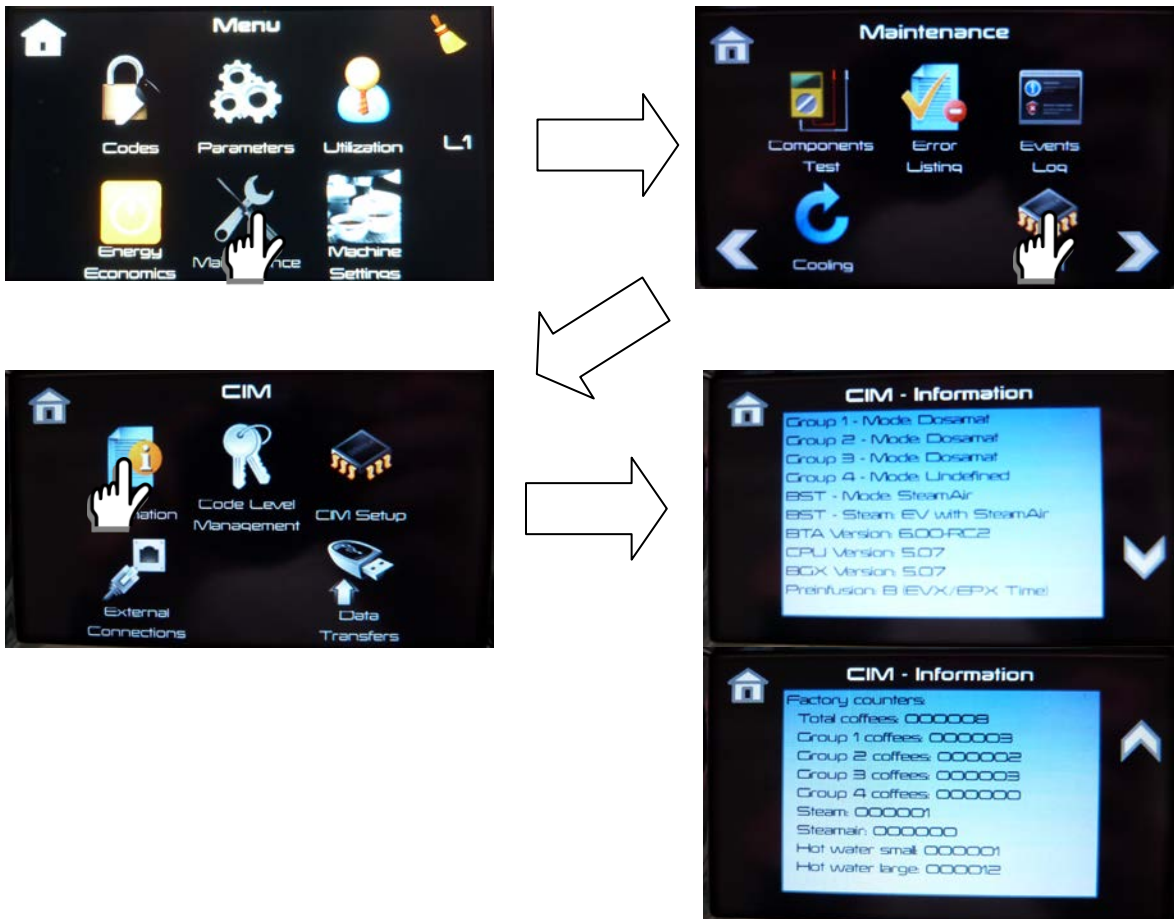 Menu
Codes
Parameters
Utilization
L1
Energy
Economics
Machine
Settings
Maintenance
Components
Test
Error
Listing
Events
Log
Cooling
CIM
Code Level
Management
CIM Setup
External
Connections
Data
Transfers
CIM - Information
Group 1 - Mode: Dosamat
Group 2 - Mode: Dosamat
Group 3 - Mode: Dosamat
Group 4 - Mode: Undefined
BST - Mode: SteamAir
BST - Steam: EV with SteamAir
BTA Version: 6.00-RC2
CPU Version: 5.07
BGX Version: 5.07
Preinfusion: B (EVX/EPX Time)
CIM - Information
Factory counters:
Total coffees: 000008
Group 1 coffees: 000003
Group 2 coffees: 000002
Group 3 coffees: 000003
Group 4 coffees: 000000
Steam: 000001
Steamair: 000000
Hot water small: 000001
Hot water large: 000012